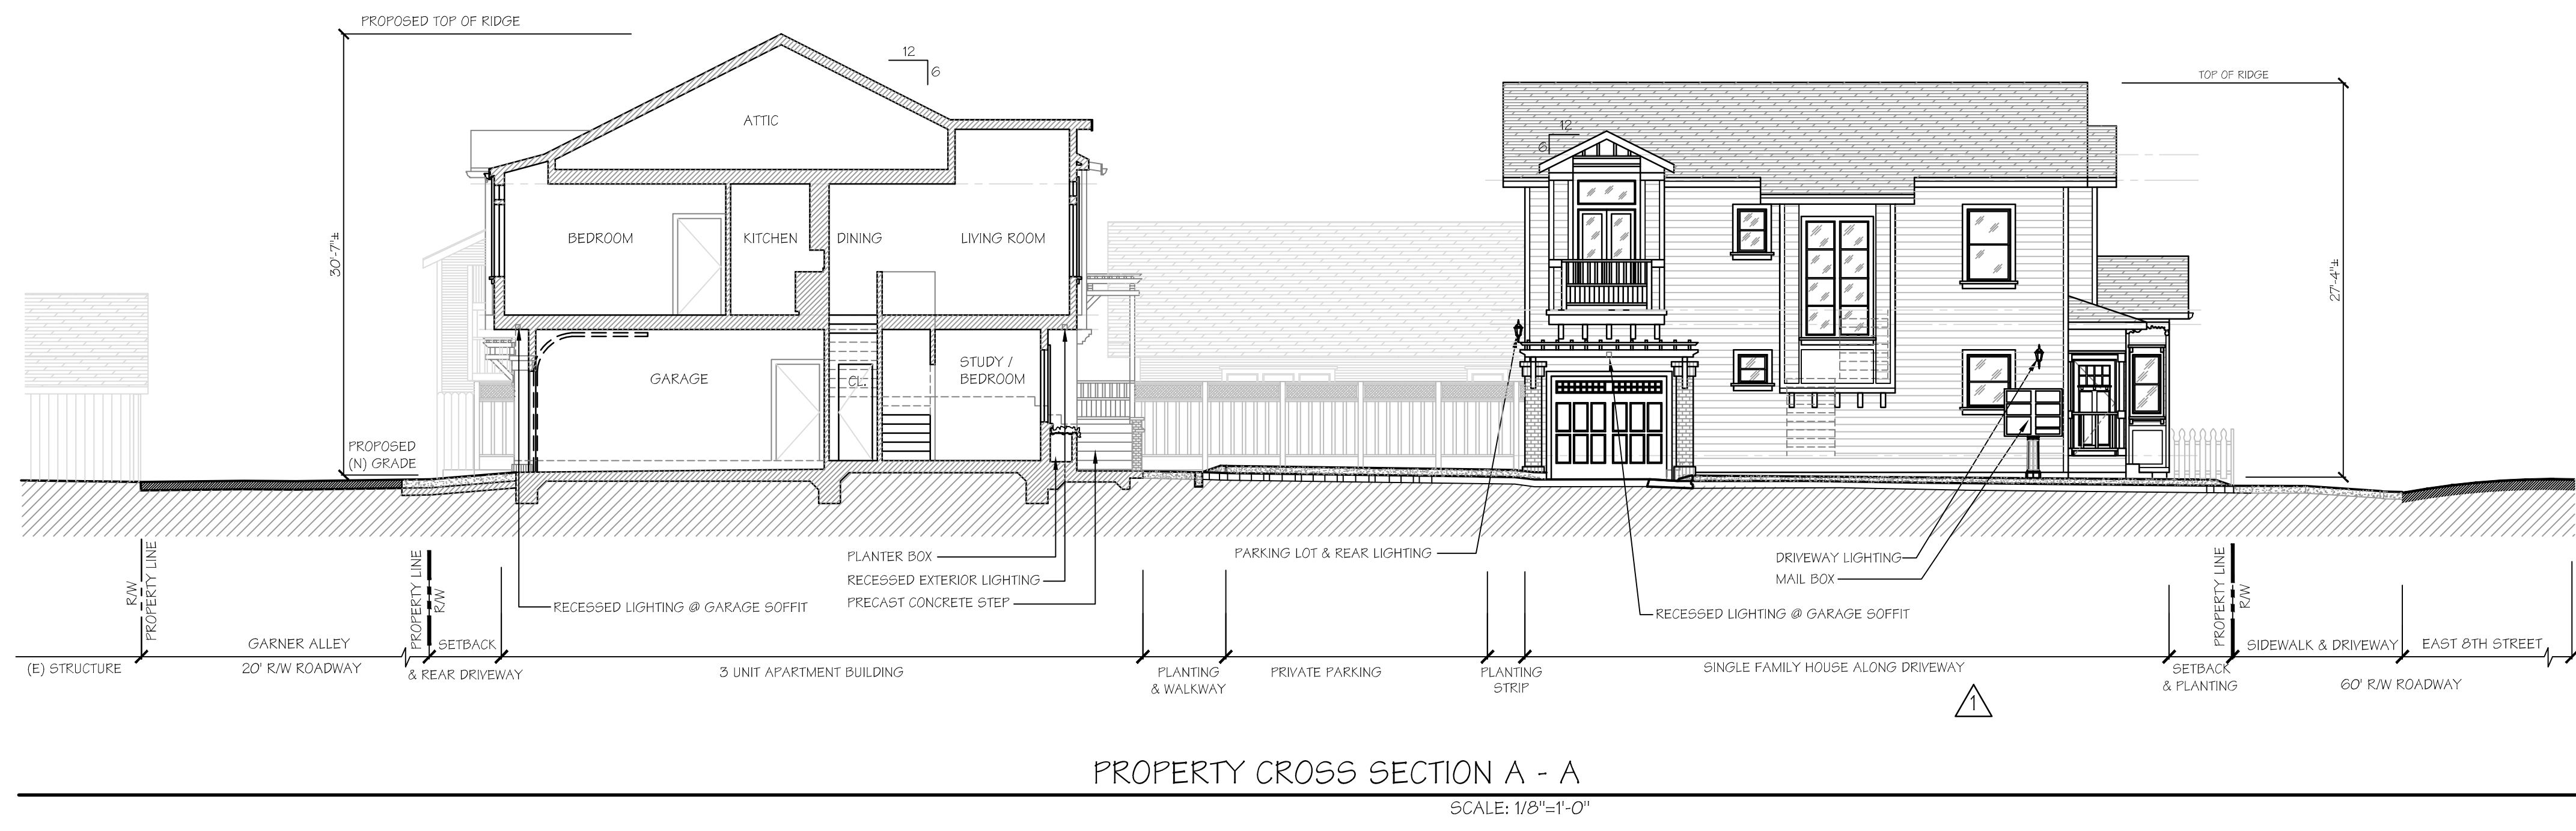 PROPOSED TOP OF RIDGE
12
6
ATTIC
30'-7"±
BEDROOM
KITCHEN
DINING
LIVING ROOM
GARAGE
CL.
STUDY /
BEDROOM
PROPOSED
(N) GRADE
TOP OF RIDGE
12
6
27'-4"±
PLANTER BOX
RECESSED EXTERIOR LIGHTING
PRECAST CONCRETE STEP
RECESSED LIGHTING @ GARAGE SOFFIT
PARKING LOT & REAR LIGHTING
DRIVEWAY LIGHTING
MAIL BOX
RECESSED LIGHTING @ GARAGE SOFFIT
R/W
PROPERTY LINE
PROPERTY LINE
R/W
PROPERTY LINE
R/W
(E) STRUCTURE
GARNER ALLEY
20' R/W ROADWAY
SETBACK
& REAR DRIVEWAY
3 UNIT APARTMENT BUILDING
PLANTING
& WALKWAY
PRIVATE PARKING
PLANTING
STRIP
SINGLE FAMILY HOUSE ALONG DRIVEWAY
1
SETBACK
& PLANTING
SIDEWALK & DRIVEWAY
EAST 8TH STREET
60' R/W ROADWAY
PROPERTY CROSS SECTION A - A
SCALE: 1/8"=1'-0"